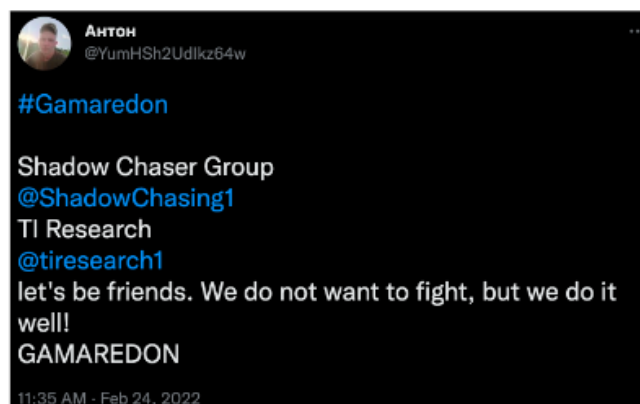 Антон
@YumHSh2Udlkz64w
#Gamaredon
Shadow Chaser Group
@ShadowChasing1
TI Research
@tiresearch1
let's be friends. We do not want to fight, but we do it
well!
GAMAREDON
11:35 AM · Feb 24, 2022